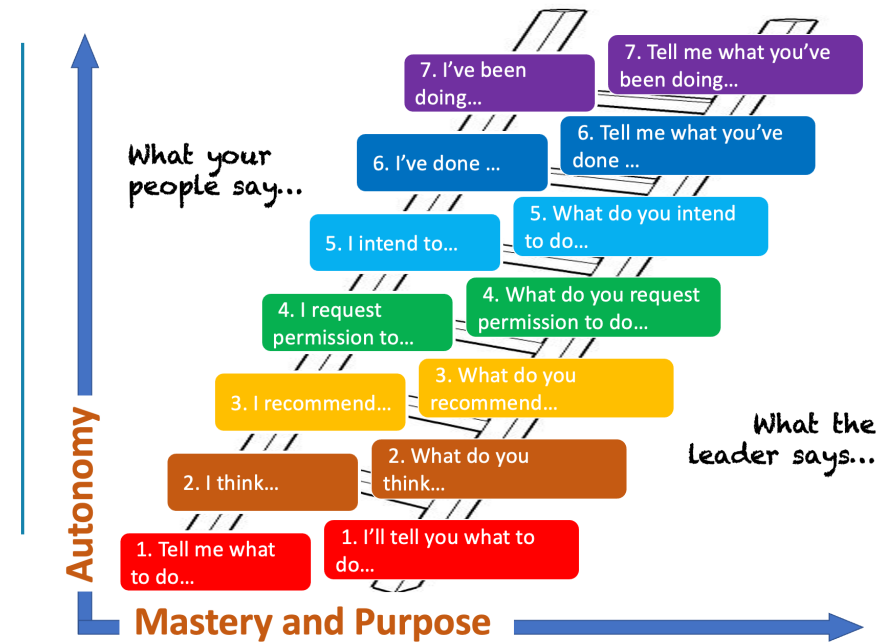 7. I've been
doing...
7. Tell me what you've
been doing...
What your
people say...
6. I've done ...
6. Tell me what you've
done ...
5. I intend to...
5. What do you intend
to do...
4. I request
permission to...
4. What do you request
permission to do...
3. I recommend...
3. What do you
recommend...
What the
leader says...
2. I think...
2. What do you
think...
1. Tell me what
to do...
1. I'll tell you what to
do...
Autonomy
Mastery and Purpose